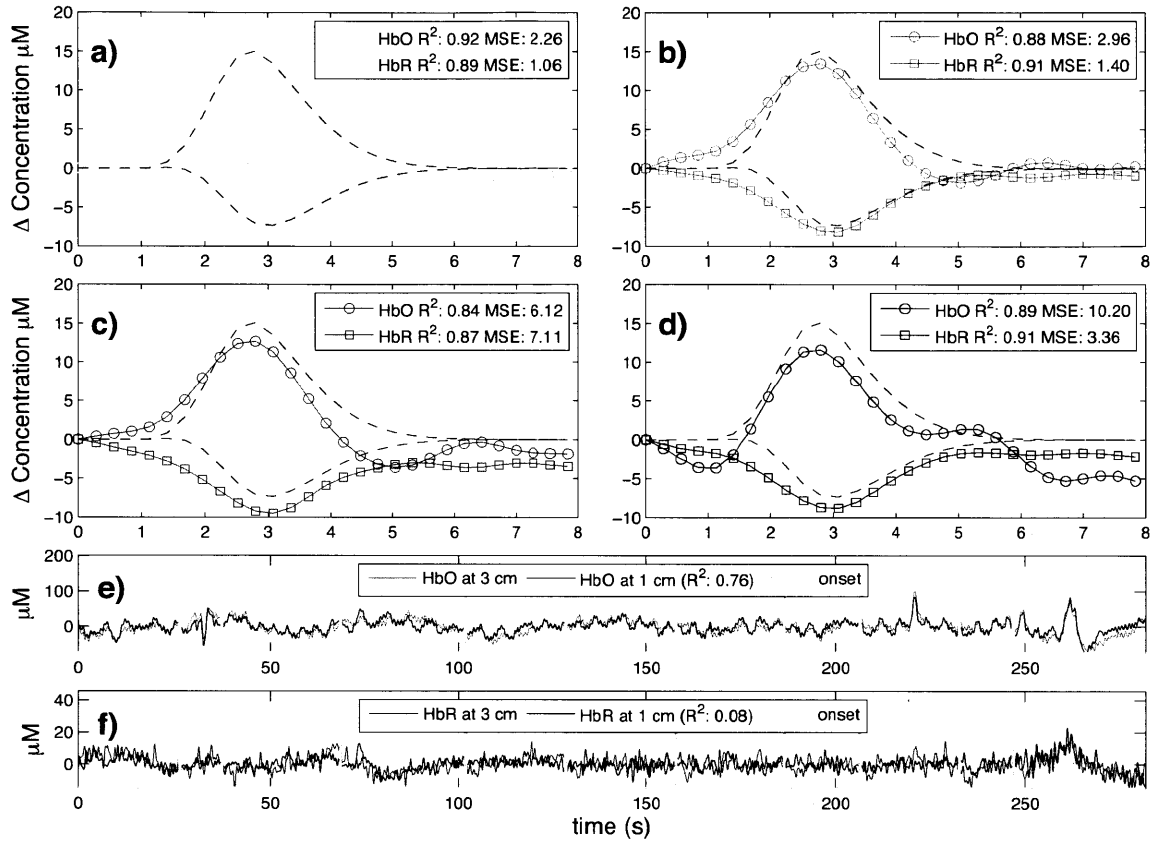 a)
HbO R²: 0.92 MSE: 2.26
HbR R²: 0.89 MSE: 1.06
Δ Concentration μM
20
15
10
5
0
−5
−10
0 1 2 3 4 5 6 7 8
b)
HbO R²: 0.88 MSE: 2.96
HbR R²: 0.91 MSE: 1.40
20
15
10
5
0
−5
−10
0 1 2 3 4 5 6 7 8
c)
HbO R²: 0.84 MSE: 6.12
HbR R²: 0.87 MSE: 7.11
Δ Concentration μM
20
15
10
5
0
−5
−10
0 1 2 3 4 5 6 7 8
d)
HbO R²: 0.89 MSE: 10.20
HbR R²: 0.91 MSE: 3.36
20
15
10
5
0
−5
−10
0 1 2 3 4 5 6 7 8
e)
HbO at 3 cm HbO at 1 cm (R²: 0.76) onset
μM
200
100
0
0 50 100 150 200 250
f)
HbR at 3 cm HbR at 1 cm (R²: 0.08) onset
μM
40
20
0
0 50 100 150 200 250
time (s)